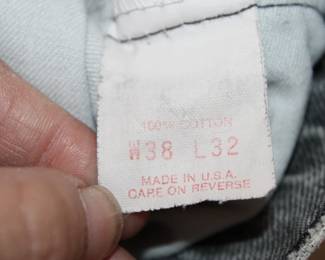 100% COTTON
W38 L32
MADE IN U.S.A.
CARE ON REVERSE